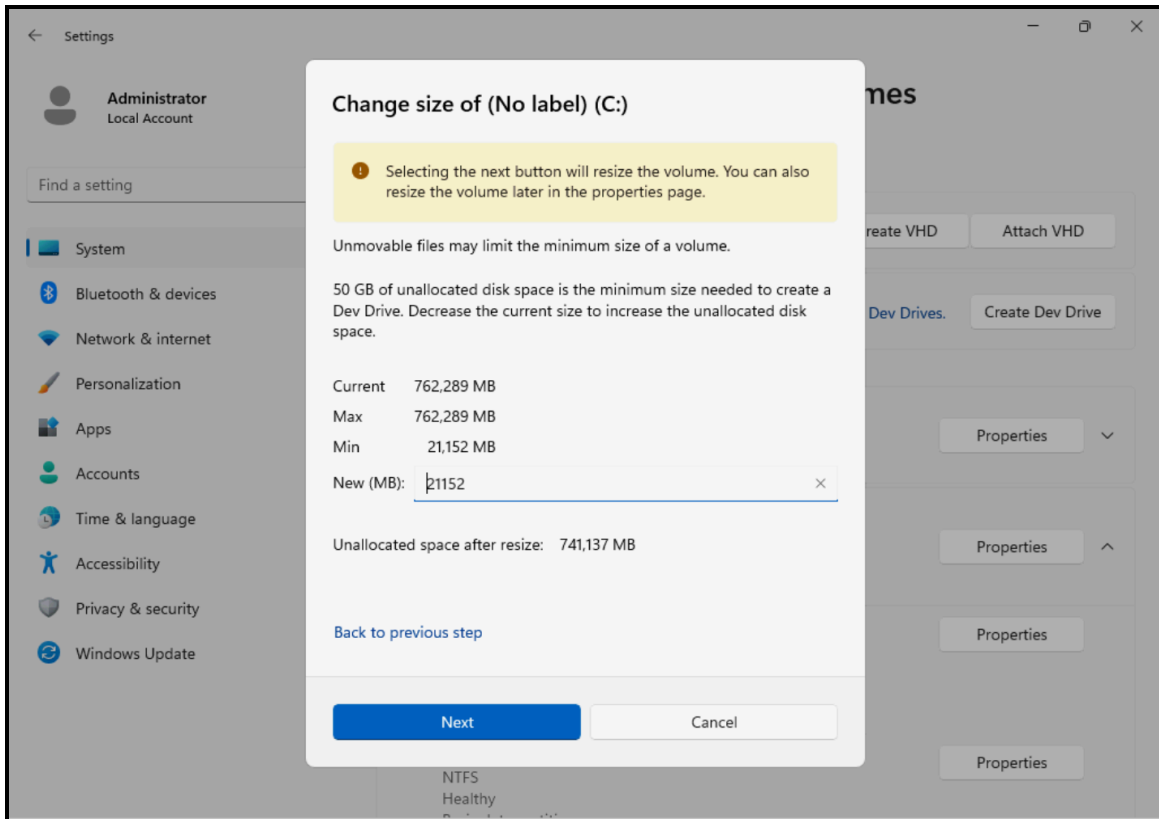 Settings
Administrator
Local Account
Find a setting
System
Bluetooth & devices
Network & internet
Personalization
Apps
Accounts
Time & language
Accessibility
Privacy & security
Windows Update
Change size of (No label) (C:)
Selecting the next button will resize the volume. You can also
resize the volume later in the properties page.
Unmovable files may limit the minimum size of a volume.
50 GB of unallocated disk space is the minimum size needed to create a
Dev Drive. Decrease the current size to increase the unallocated disk
space.
Current 762,289 MB
Max 762,289 MB
Min 21,152 MB
New (MB): 21152
Unallocated space after resize: 741,137 MB
Back to previous step
Next Cancel
VHD Attach VHD
Dev Drives. Create Dev Drive
Properties
Properties
Properties
Properties
NTFS
Healthy